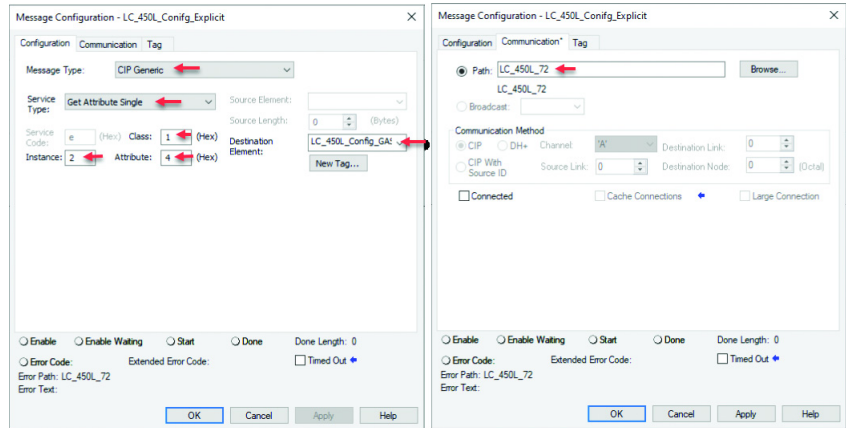 Message Configuration - LC_450L_Conifg_Explicit
Configuration Communication Tag
Message Type: CIP Generic
Service Type: Get Attribute Single
Source Element:
Source Length: 0 (Bytes)
Service Code: e (Hex) Class: 1 (Hex)
Destination Element: LC_450L_Config_GAS
Instance: 2 Attribute: 4 (Hex)
New Tag...
Enable Enable Waiting Start Done Done Length: 0
Error Code: Extended Error Code: Timed Out
Error Path: LC_450L_72
Error Text:
OK Cancel Apply Help
Message Configuration - LC_450L_Conifg_Explicit
Configuration Communication* Tag
Path: LC_450L_72 Browse...
LC_450L_72
Broadcast:
Communication Method
CIP DH+ Channel: 'A' Destination Link: 0
CIP With Source ID Source Link: 0 Destination Node: 0 (Octal)
Connected Cache Connections Large Connection
Enable Enable Waiting Start Done Done Length: 0
Error Code: Extended Error Code: Timed Out
Error Path: LC_450L_72
Error Text:
OK Cancel Apply Help